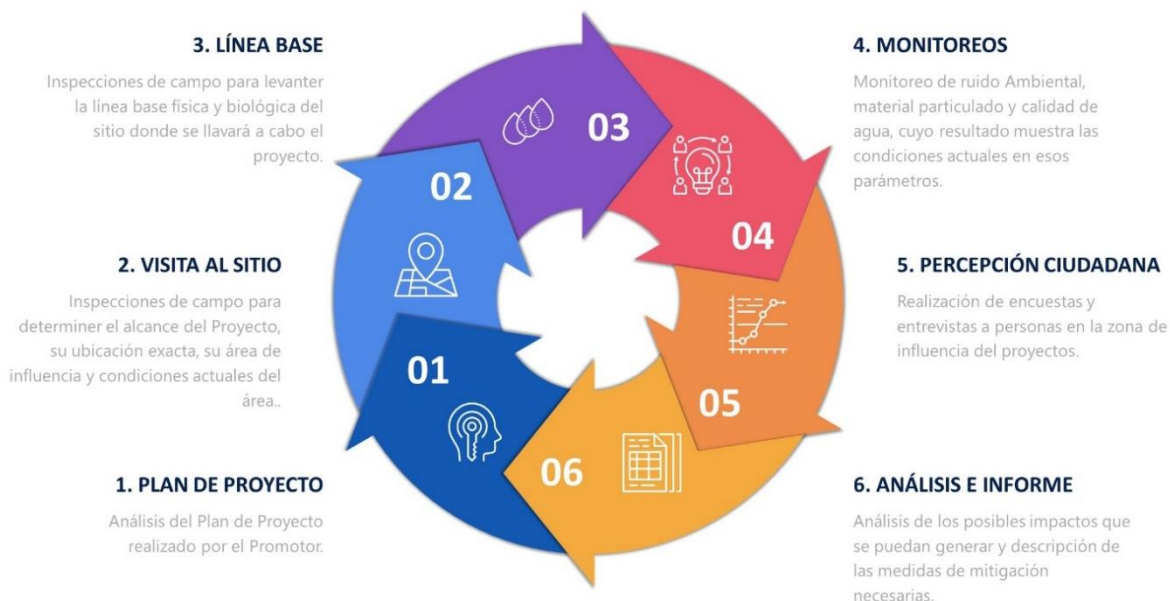 3. LÍNEA BASE
Inspecciones de campo para levantar
la línea base física y biológica del
sitio donde se llavará a cabo el
proyecto.
2. VISITA AL SITIO
Inspecciones de campo para
determinar el alcance del Proyecto,
su ubicación exacta, su área de
influencia y condiciones actuales del
área..
1. PLAN DE PROYECTO
Análisis del Plan de Proyecto
realizado por el Promotor.
03
02
04
01
05
06
4. MONITOREOS
Monitoreo de ruido Ambiental,
material particulado y calidad de
agua, cuyo resultado muestra las
condiciones actuales en esos
parámetros.
5. PERCEPCIÓN CIUDADANA
Realización de encuestas y
entrevistas a personas en la zona de
influencia del proyectos.
6. ANÁLISIS E INFORME
Análisis de los posibles impactos que
se puedan generar y descripción de
las medidas de mitigación
necesarias.